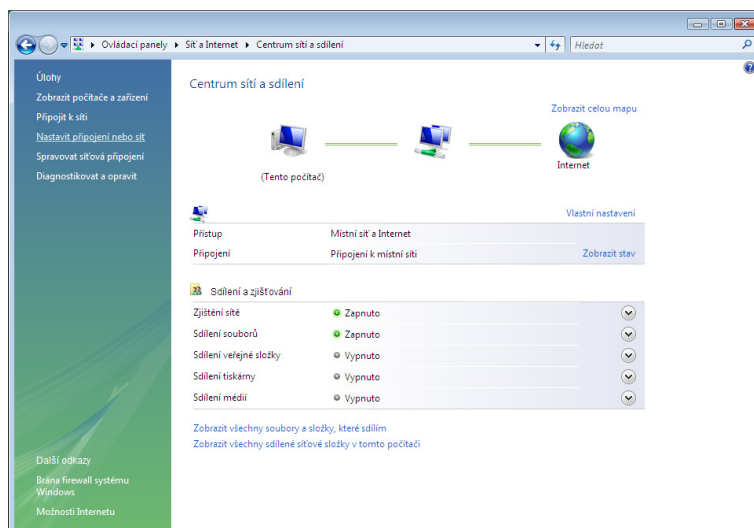 Ovládací panely ▸ Síť a Internet ▸ Centrum sítí a sdílení
Hledat
Úlohy
Zobrazit počítače a zařízení
Připojit k síti
Nastavit připojení nebo síť
Spravovat síťová připojení
Diagnostikovat a opravit
Centrum sítí a sdílení
Zobrazit celou mapu
(Tento počítač)
Internet
Vlastní nastavení
Přístup Místní síť a Internet
Připojení Připojení k místní síti Zobrazit stav
Sdílení a zjišťování
Zjištění sítě Zapnuto
Sdílení souborů Zapnuto
Sdílení veřejné složky Vypnuto
Sdílení tiskárny Vypnuto
Sdílení médií Vypnuto
Zobrazit všechny soubory a složky, které sdílím
Zobrazit všechny sdílené síťové složky v tomto počítači
Další odkazy
Brána firewall systému
Windows
Možnosti Internetu